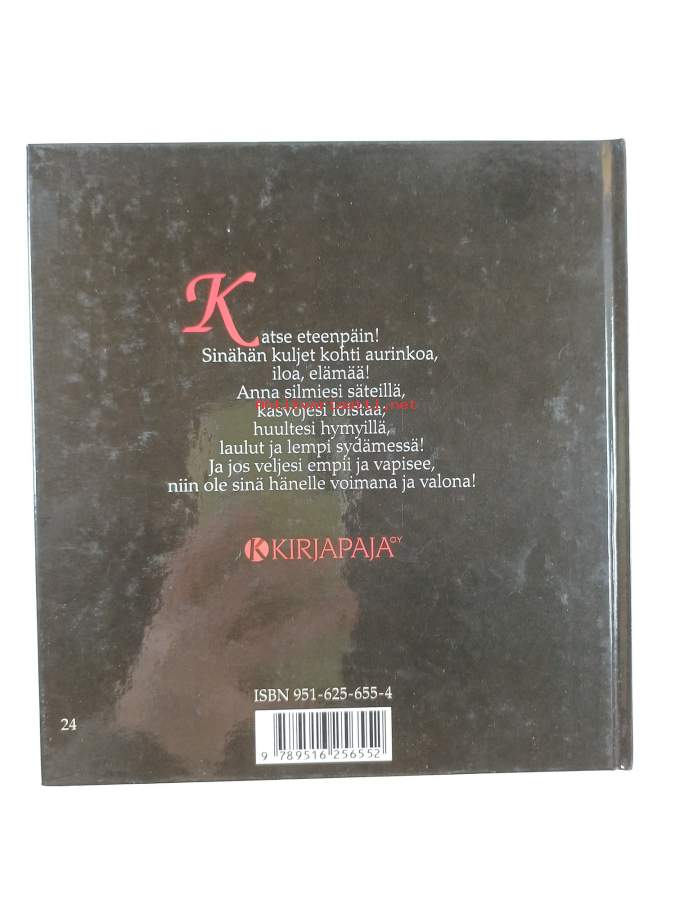 Katse eteenpäin!
Sinähän kuljet kohti aurinkoa,
iloa, elämää!
Anna silmiesi säteillä,
Antikvariaatti.net
kasvojesi loistaa,
huultesi hymyillä,
laulut ja lempi sydämessä!
Ja jos veljesi empii ja vapisee,
niin ole sinä hänelle voimana ja valona!
K KIRJAPAJA OY
ISBN 951-625-655-4
24
9 789516 256552